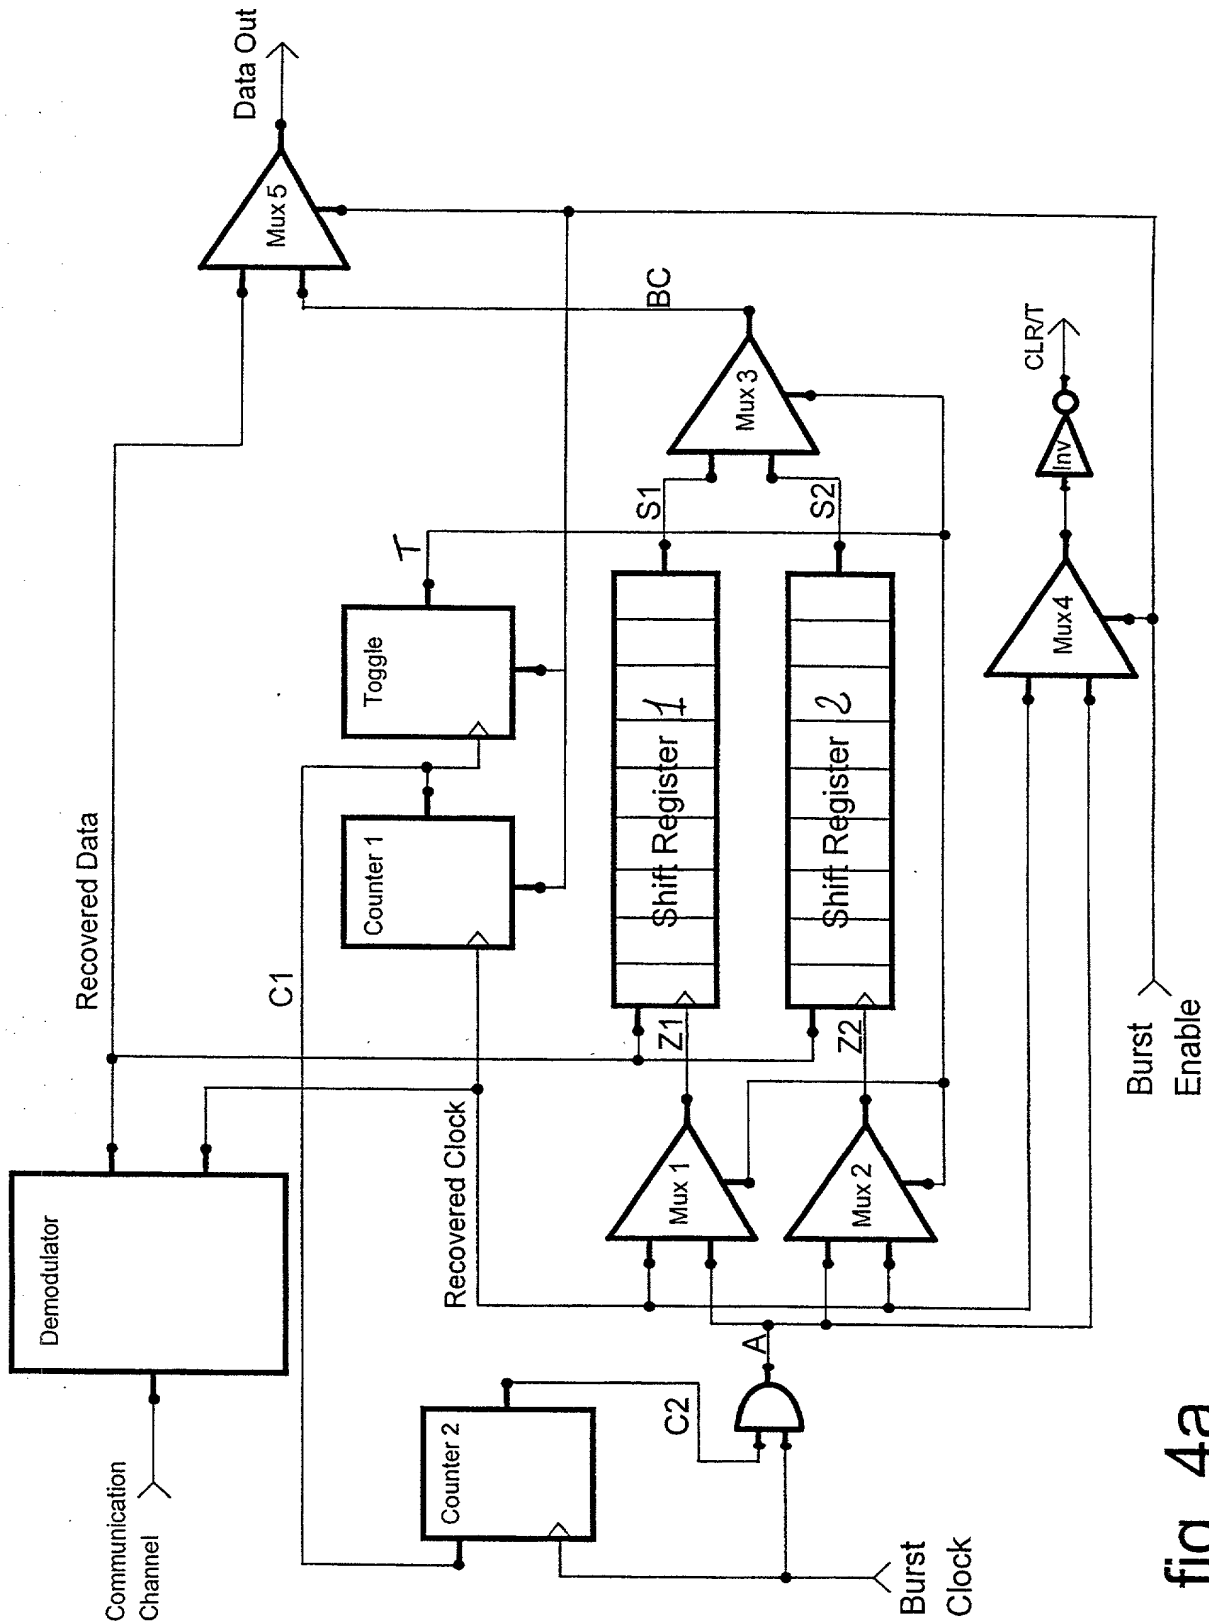 Communication
Channel
Demodulator
Recovered Data
Recovered Clock
C1
Burst
Clock
Counter 2
C2
A
Counter 1
Toggle
T
Mux 1
Mux 2
Z1
Z2
Shift Register 1
Shift Register 2
S1
S2
Mux 3
BC
Mux 5
Data Out
Mux4
Inv
CLR/T
Burst
Enable
fig 4a